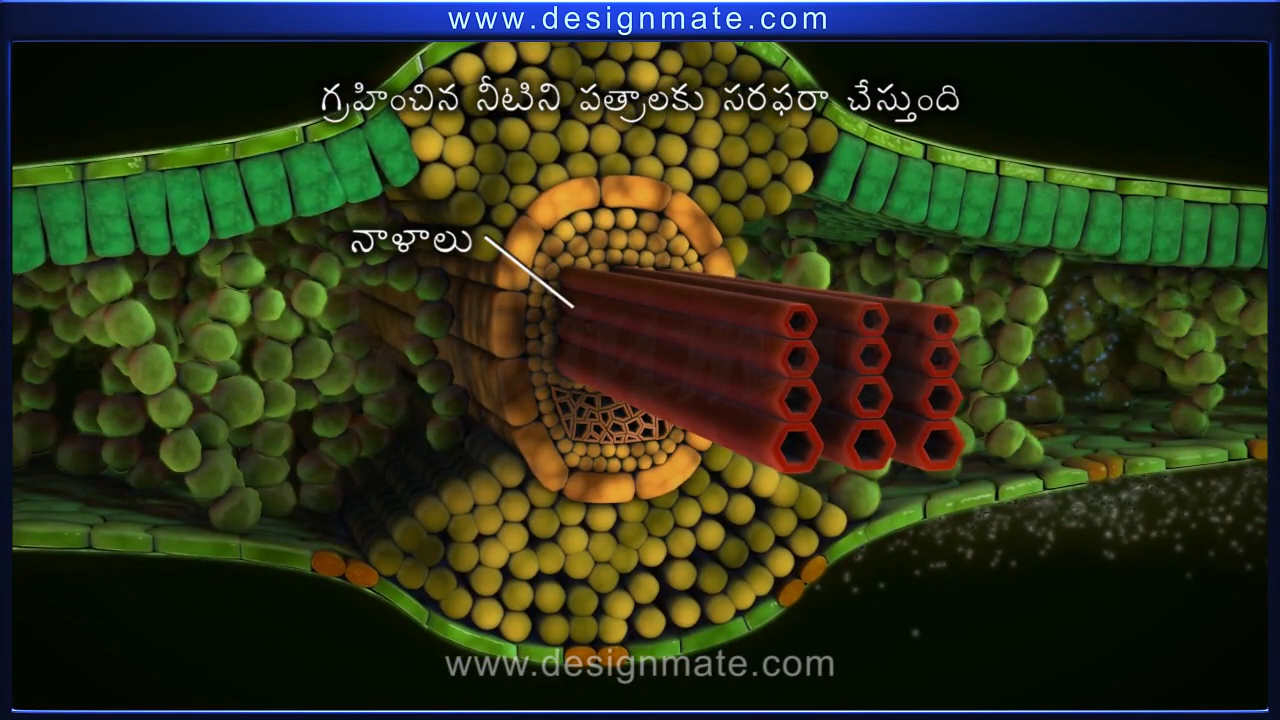 www.designmate.com
గ్రహించిన నీటిని పత్రాలకు సరఫరా చేస్తుంది
నాళాలు
www.designmate.com